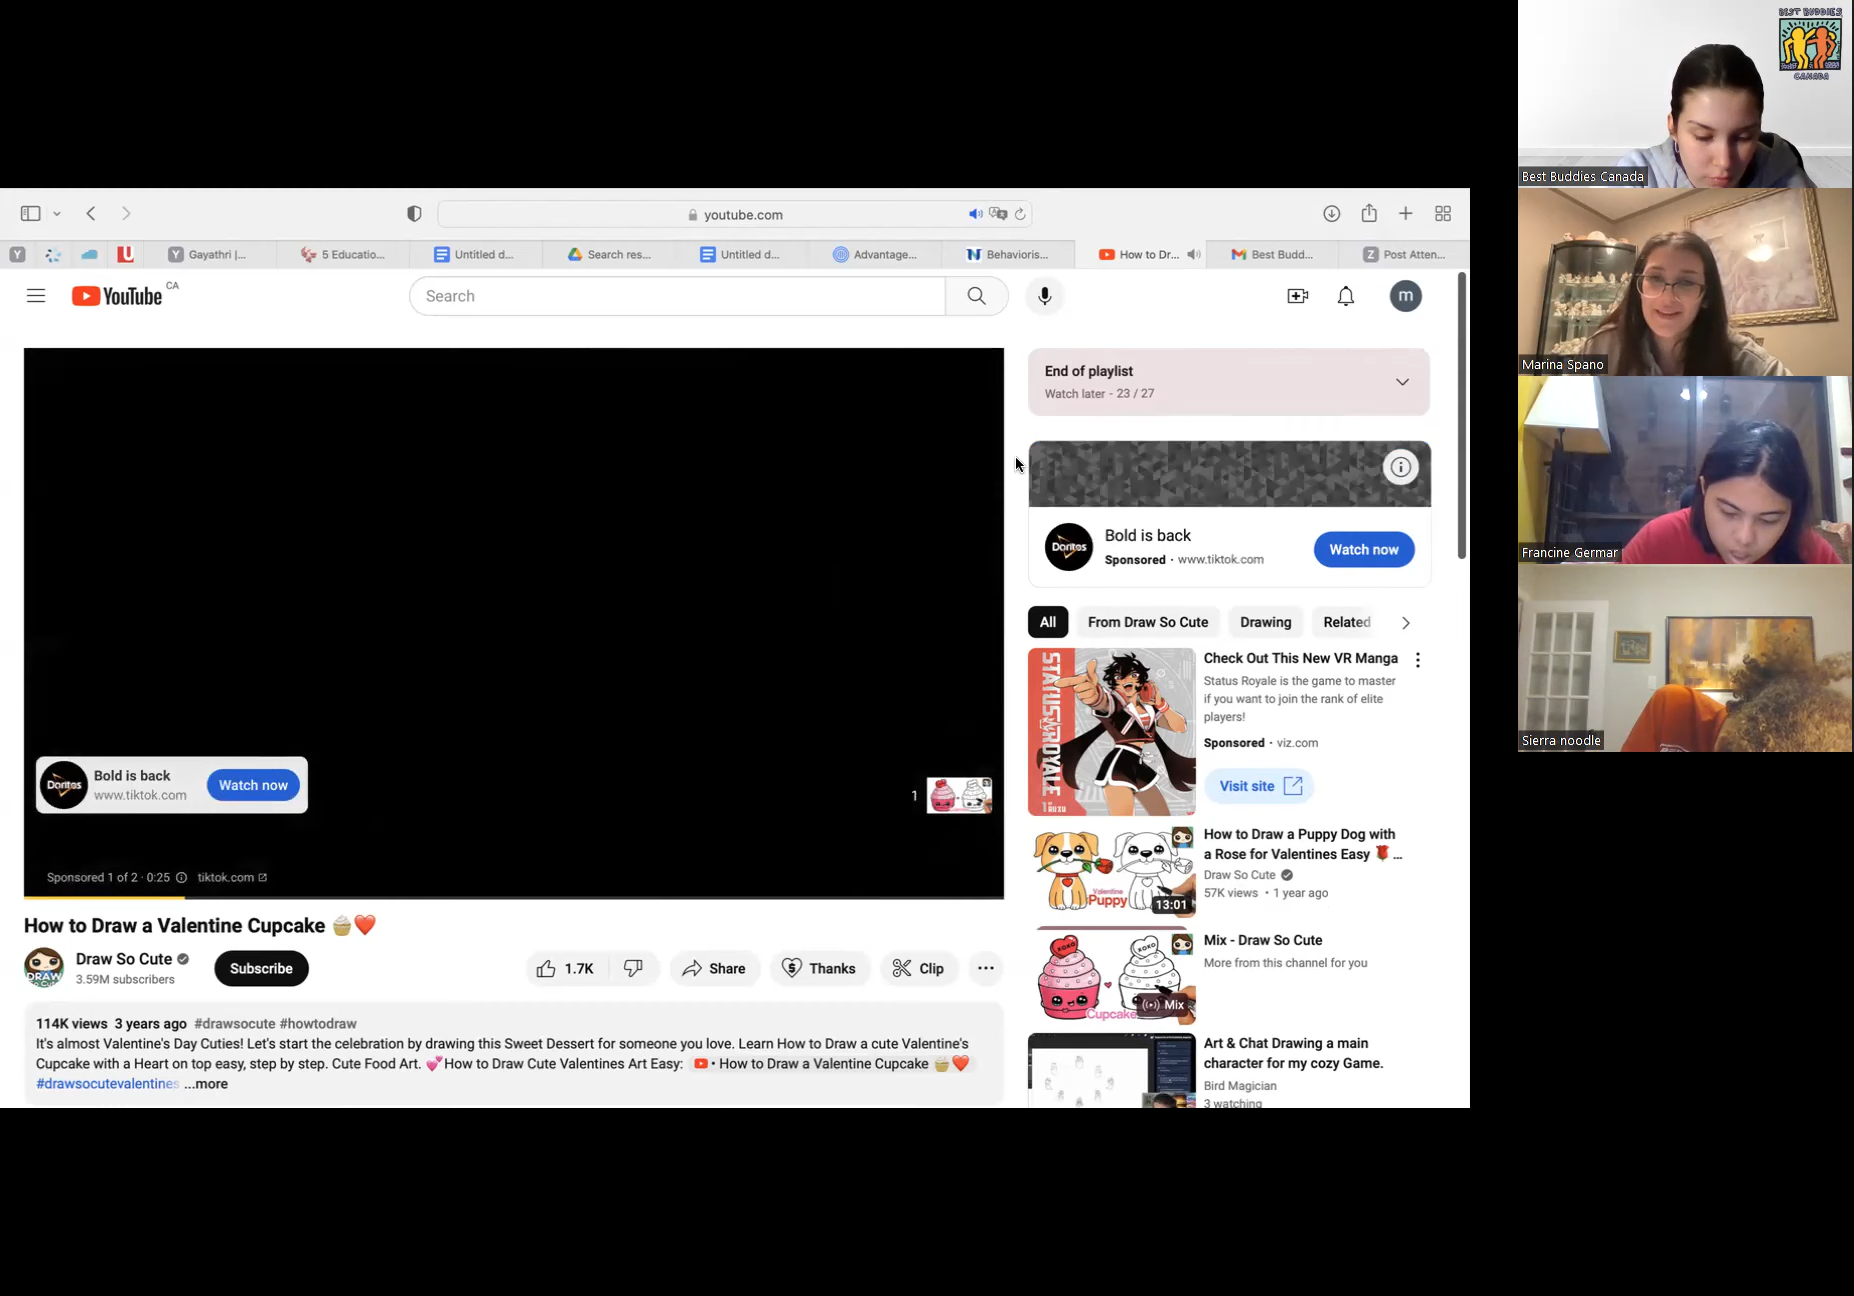 youtube.com
Gayathri |...
5 Educatio...
Untitled d...
Search res...
Untitled d...
Advantage...
Behavioris...
How to Dr...
Best Budd...
Post Atten...
YouTube CA
Search
m
End of playlist
Watch later - 23 / 27
Doritos
Bold is back
Sponsored · www.tiktok.com
Watch now
Doritos
Bold is back
www.tiktok.com
Watch now
1
Sponsored 1 of 2 · 0:25
tiktok.com
How to Draw a Valentine Cupcake 🧁❤️
DRAW
Draw So Cute
3.59M subscribers
Subscribe
1.7K
Share
Thanks
Clip
114K views 3 years ago #drawsocute #howtodraw
It's almost Valentine's Day Cuties! Let's start the celebration by drawing this Sweet Dessert for someone you love. Learn How to Draw a cute Valentine's
Cupcake with a Heart on top easy, step by step. Cute Food Art. 💕How to Draw Cute Valentines Art Easy: • How to Draw a Valentine Cupcake 🧁❤️
#drawsocutevalentines ...more
All
From Draw So Cute
Drawing
Related
STATUS ROYALE
Check Out This New VR Manga
Status Royale is the game to master
if you want to join the rank of elite
players!
Sponsored · viz.com
Visit site
Valentine
Puppy
13:01
How to Draw a Puppy Dog with
a Rose for Valentines Easy 🌹 ...
Draw So Cute
57K views • 1 year ago
XOXO
XOXO
Cupcake
Mix
Mix - Draw So Cute
More from this channel for you
Art & Chat Drawing a main
character for my cozy Game.
Bird Magician
3 watching
BEST BUDDIES
CANADA
Best Buddies Canada
Marina Spano
Francine Germar
Sierra noodle